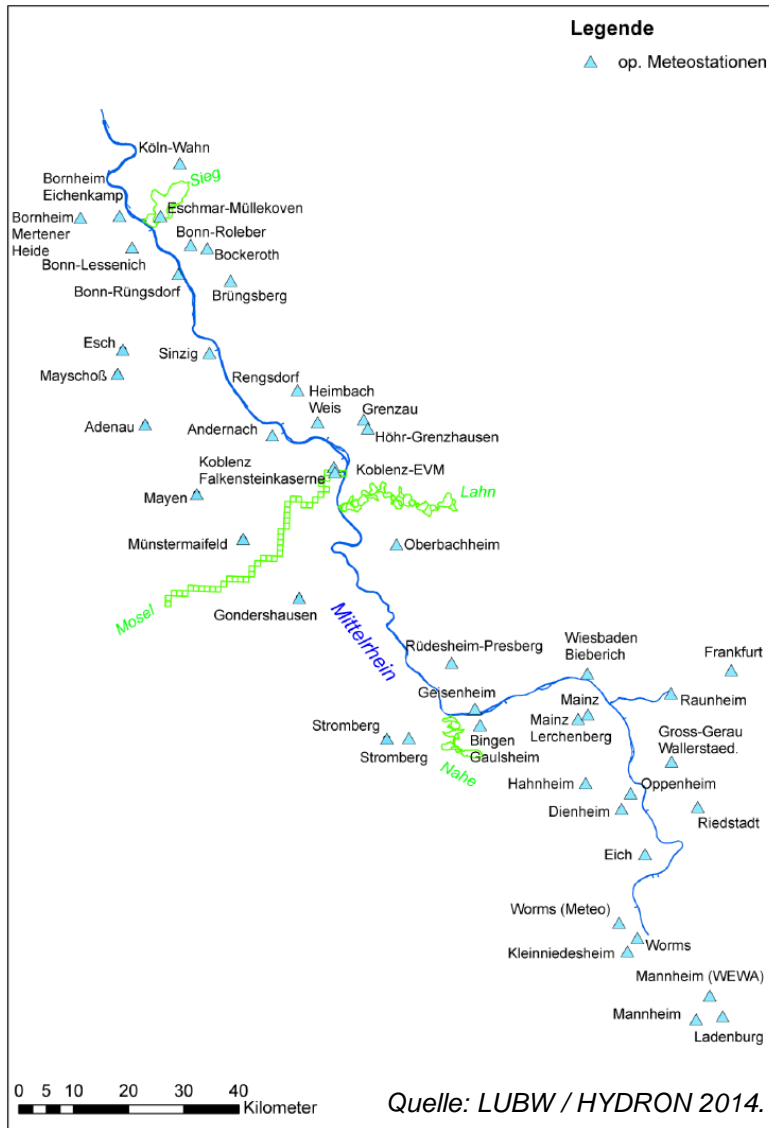 Legende
op. Meteostationen
Köln-Wahn
Sieg
Bornheim
Eichenkamp
Eschmar-Müllekoven
Bornheim
Mertener
Heide
Bonn-Roleber
Bockeroth
Bonn-Lessenich
Bonn-Rüngsdorf
Brüngsberg
Esch
Sinzig
Mayschoß
Rengsdorf
Heimbach
Weis
Grenzau
Adenau
Andernach
Höhr-Grenzhausen
Koblenz
Falkensteinkaserne
Koblenz-EVM
Mayen
Lahn
Münstermaifeld
Oberbachheim
Mosel
Gondershausen
Mittelrhein
Rüdesheim-Presberg
Wiesbaden
Bieberich
Frankfurt
Geisenheim
Raunheim
Mainz
Mainz
Lerchenberg
Stromberg
Stromberg
Bingen
Gaulsheim
Nahe
Gross-Gerau
Wallerstaed.
Hahnheim
Oppenheim
Dienheim
Riedstadt
Eich
Worms (Meteo)
Worms
Kleinniedesheim
Mannheim (WEWA)
Mannheim
Ladenburg
0 5 10 20 30 40
Kilometer
Quelle: LUBW / HYDRON 2014.